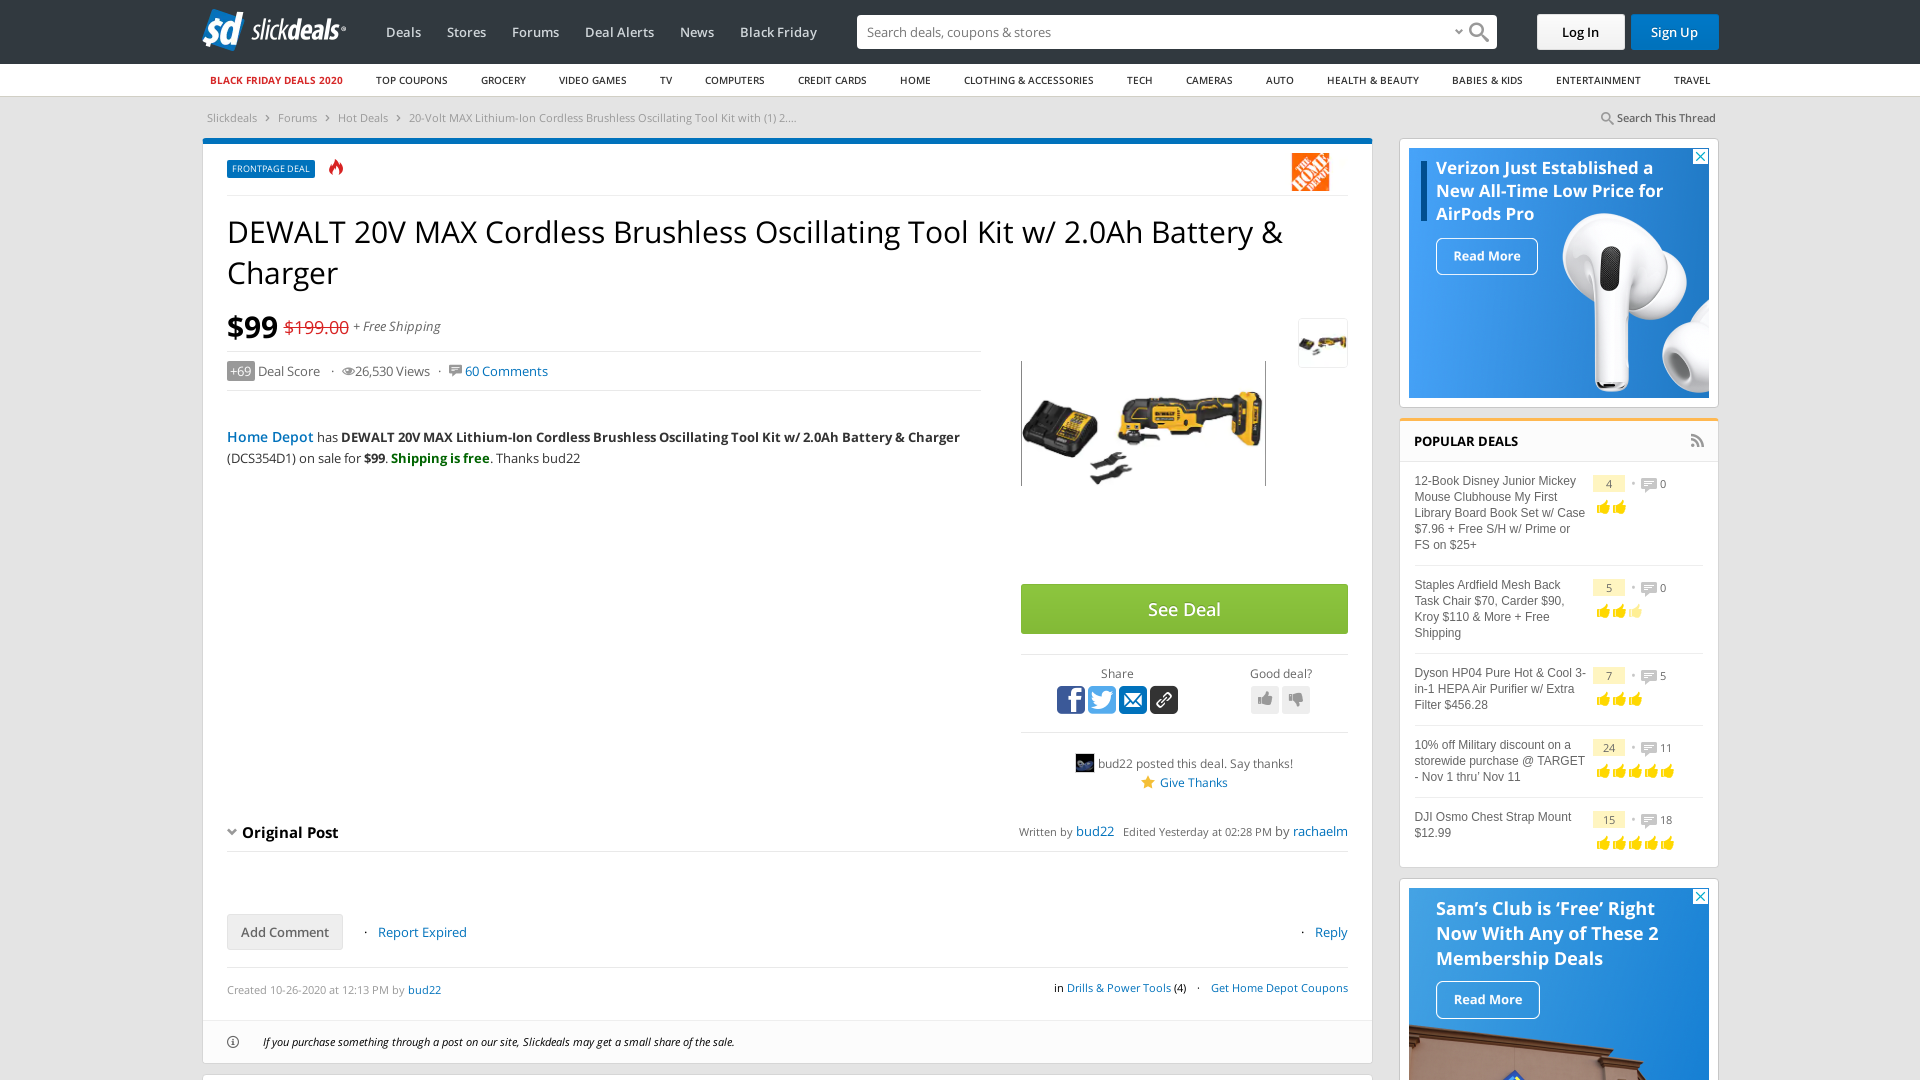 sd slickdeals
Deals
Stores
Forums
Deal Alerts
News
Black Friday
Search deals, coupons & stores
Log In
Sign Up
BLACK FRIDAY DEALS 2020
TOP COUPONS
GROCERY
VIDEO GAMES
TV
COMPUTERS
CREDIT CARDS
HOME
CLOTHING & ACCESSORIES
TECH
CAMERAS
AUTO
HEALTH & BEAUTY
BABIES & KIDS
ENTERTAINMENT
TRAVEL
Slickdeals > Forums > Hot Deals > 20-Volt MAX Lithium-Ion Cordless Brushless Oscillating Tool Kit with (1) 2....
Search This Thread
FRONTPAGE DEAL
THE HOME DEPOT
DEWALT 20V MAX Cordless Brushless Oscillating Tool Kit w/ 2.0Ah Battery &
Charger
$99 $199.00 + Free Shipping
+69 Deal Score · 26,530 Views · 60 Comments
Home Depot has DEWALT 20V MAX Lithium-Ion Cordless Brushless Oscillating Tool Kit w/ 2.0Ah Battery & Charger
(DCS354D1) on sale for $99. Shipping is free. Thanks bud22
See Deal
Share
Good deal?
bud22 posted this deal. Say thanks!
Give Thanks
Original Post
Written by bud22 Edited Yesterday at 02:28 PM by rachaelm
Add Comment
· Report Expired
· Reply
Created 10-26-2020 at 12:13 PM by bud22
in Drills & Power Tools (4) · Get Home Depot Coupons
If you purchase something through a post on our site, Slickdeals may get a small share of the sale.
Verizon Just Established a
New All-Time Low Price for
AirPods Pro
Read More
POPULAR DEALS
12-Book Disney Junior Mickey
Mouse Clubhouse My First
Library Board Book Set w/ Case
$7.96 + Free S/H w/ Prime or
FS on $25+
4 • 0
Staples Ardfield Mesh Back
Task Chair $70, Carder $90,
Kroy $110 & More + Free
Shipping
5 • 0
Dyson HP04 Pure Hot & Cool 3-
in-1 HEPA Air Purifier w/ Extra
Filter $456.28
7 • 5
10% off Military discount on a
storewide purchase @ TARGET
- Nov 1 thru’ Nov 11
24 • 11
DJI Osmo Chest Strap Mount
$12.99
15 • 18
Sam’s Club is ‘Free’ Right
Now With Any of These 2
Membership Deals
Read More